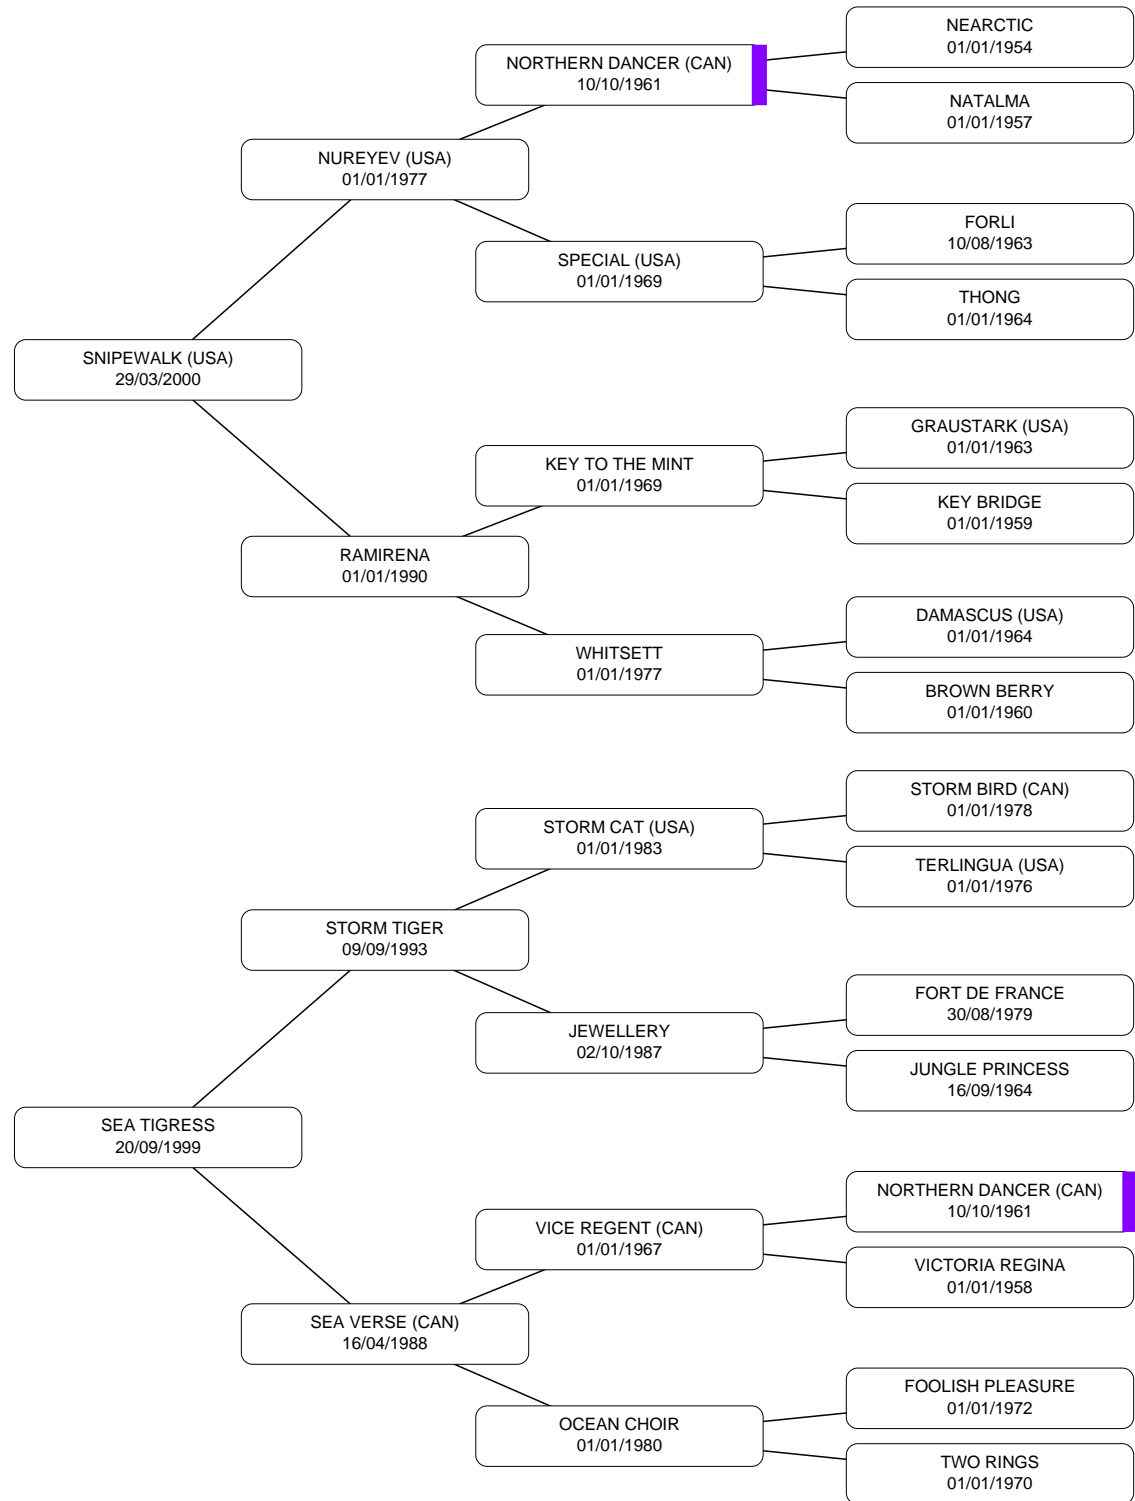 NEARCTIC
01/01/1954
NORTHERN DANCER (CAN)
10/10/1961
NATALMA
01/01/1957
NUREYEV (USA)
01/01/1977
FORLI
10/08/1963
SPECIAL (USA)
01/01/1969
THONG
01/01/1964
SNIPEWALK (USA)
29/03/2000
GRAUSTARK (USA)
01/01/1963
KEY TO THE MINT
01/01/1969
KEY BRIDGE
01/01/1959
RAMIRENA
01/01/1990
DAMASCUS (USA)
01/01/1964
WHITSETT
01/01/1977
BROWN BERRY
01/01/1960
STORM BIRD (CAN)
01/01/1978
STORM CAT (USA)
01/01/1983
TERLINGUA (USA)
01/01/1976
STORM TIGER
09/09/1993
FORT DE FRANCE
30/08/1979
JEWELLERY
02/10/1987
JUNGLE PRINCESS
16/09/1964
SEA TIGRESS
20/09/1999
NORTHERN DANCER (CAN)
10/10/1961
VICE REGENT (CAN)
01/01/1967
VICTORIA REGINA
01/01/1958
SEA VERSE (CAN)
16/04/1988
FOOLISH PLEASURE
01/01/1972
OCEAN CHOIR
01/01/1980
TWO RINGS
01/01/1970